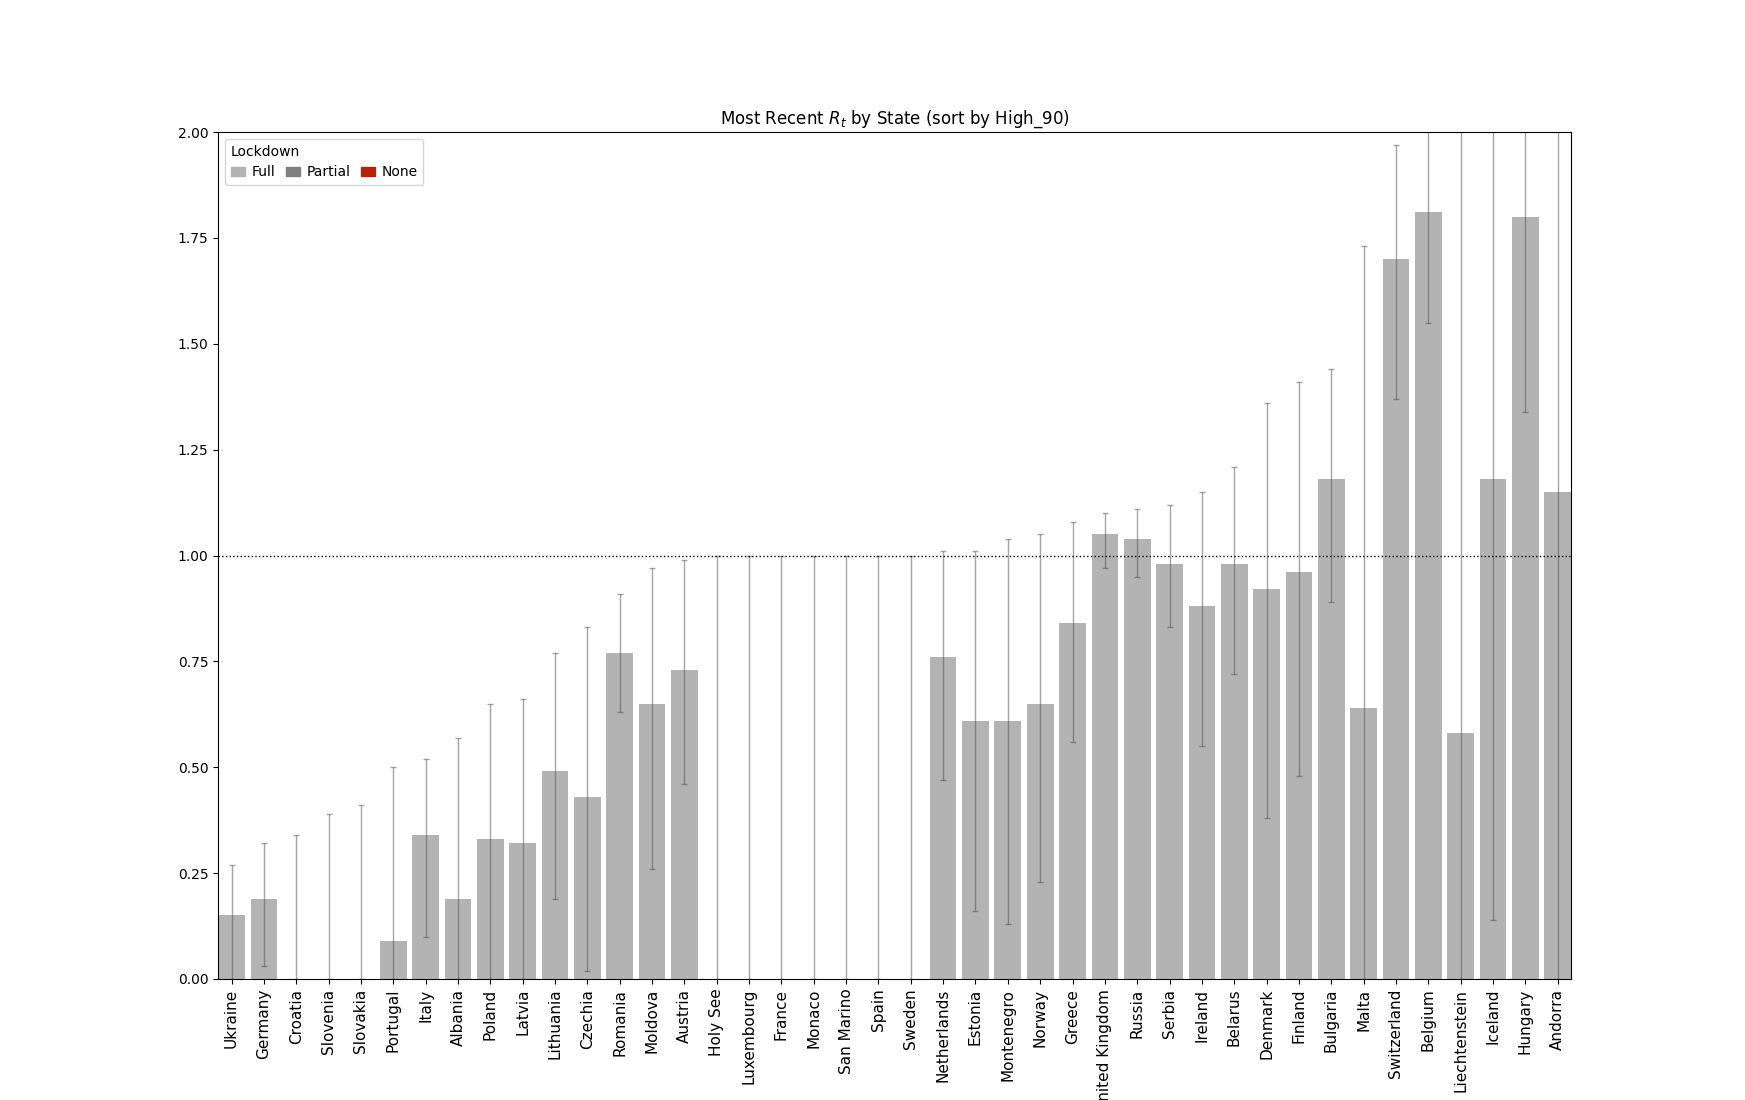 Most Recent R_t by State (sort by High_90)
Lockdown
Full Partial None
2.00
1.75
1.50
1.25
1.00
0.75
0.50
0.25
0.00
Ukraine
Germany
Croatia
Slovenia
Slovakia
Portugal
Italy
Albania
Poland
Latvia
Lithuania
Czechia
Romania
Moldova
Austria
Holy See
Luxembourg
France
Monaco
San Marino
Spain
Sweden
Netherlands
Estonia
Montenegro
Norway
Greece
nited Kingdom
Russia
Serbia
Ireland
Belarus
Denmark
Finland
Bulgaria
Malta
Switzerland
Belgium
Liechtenstein
Iceland
Hungary
Andorra